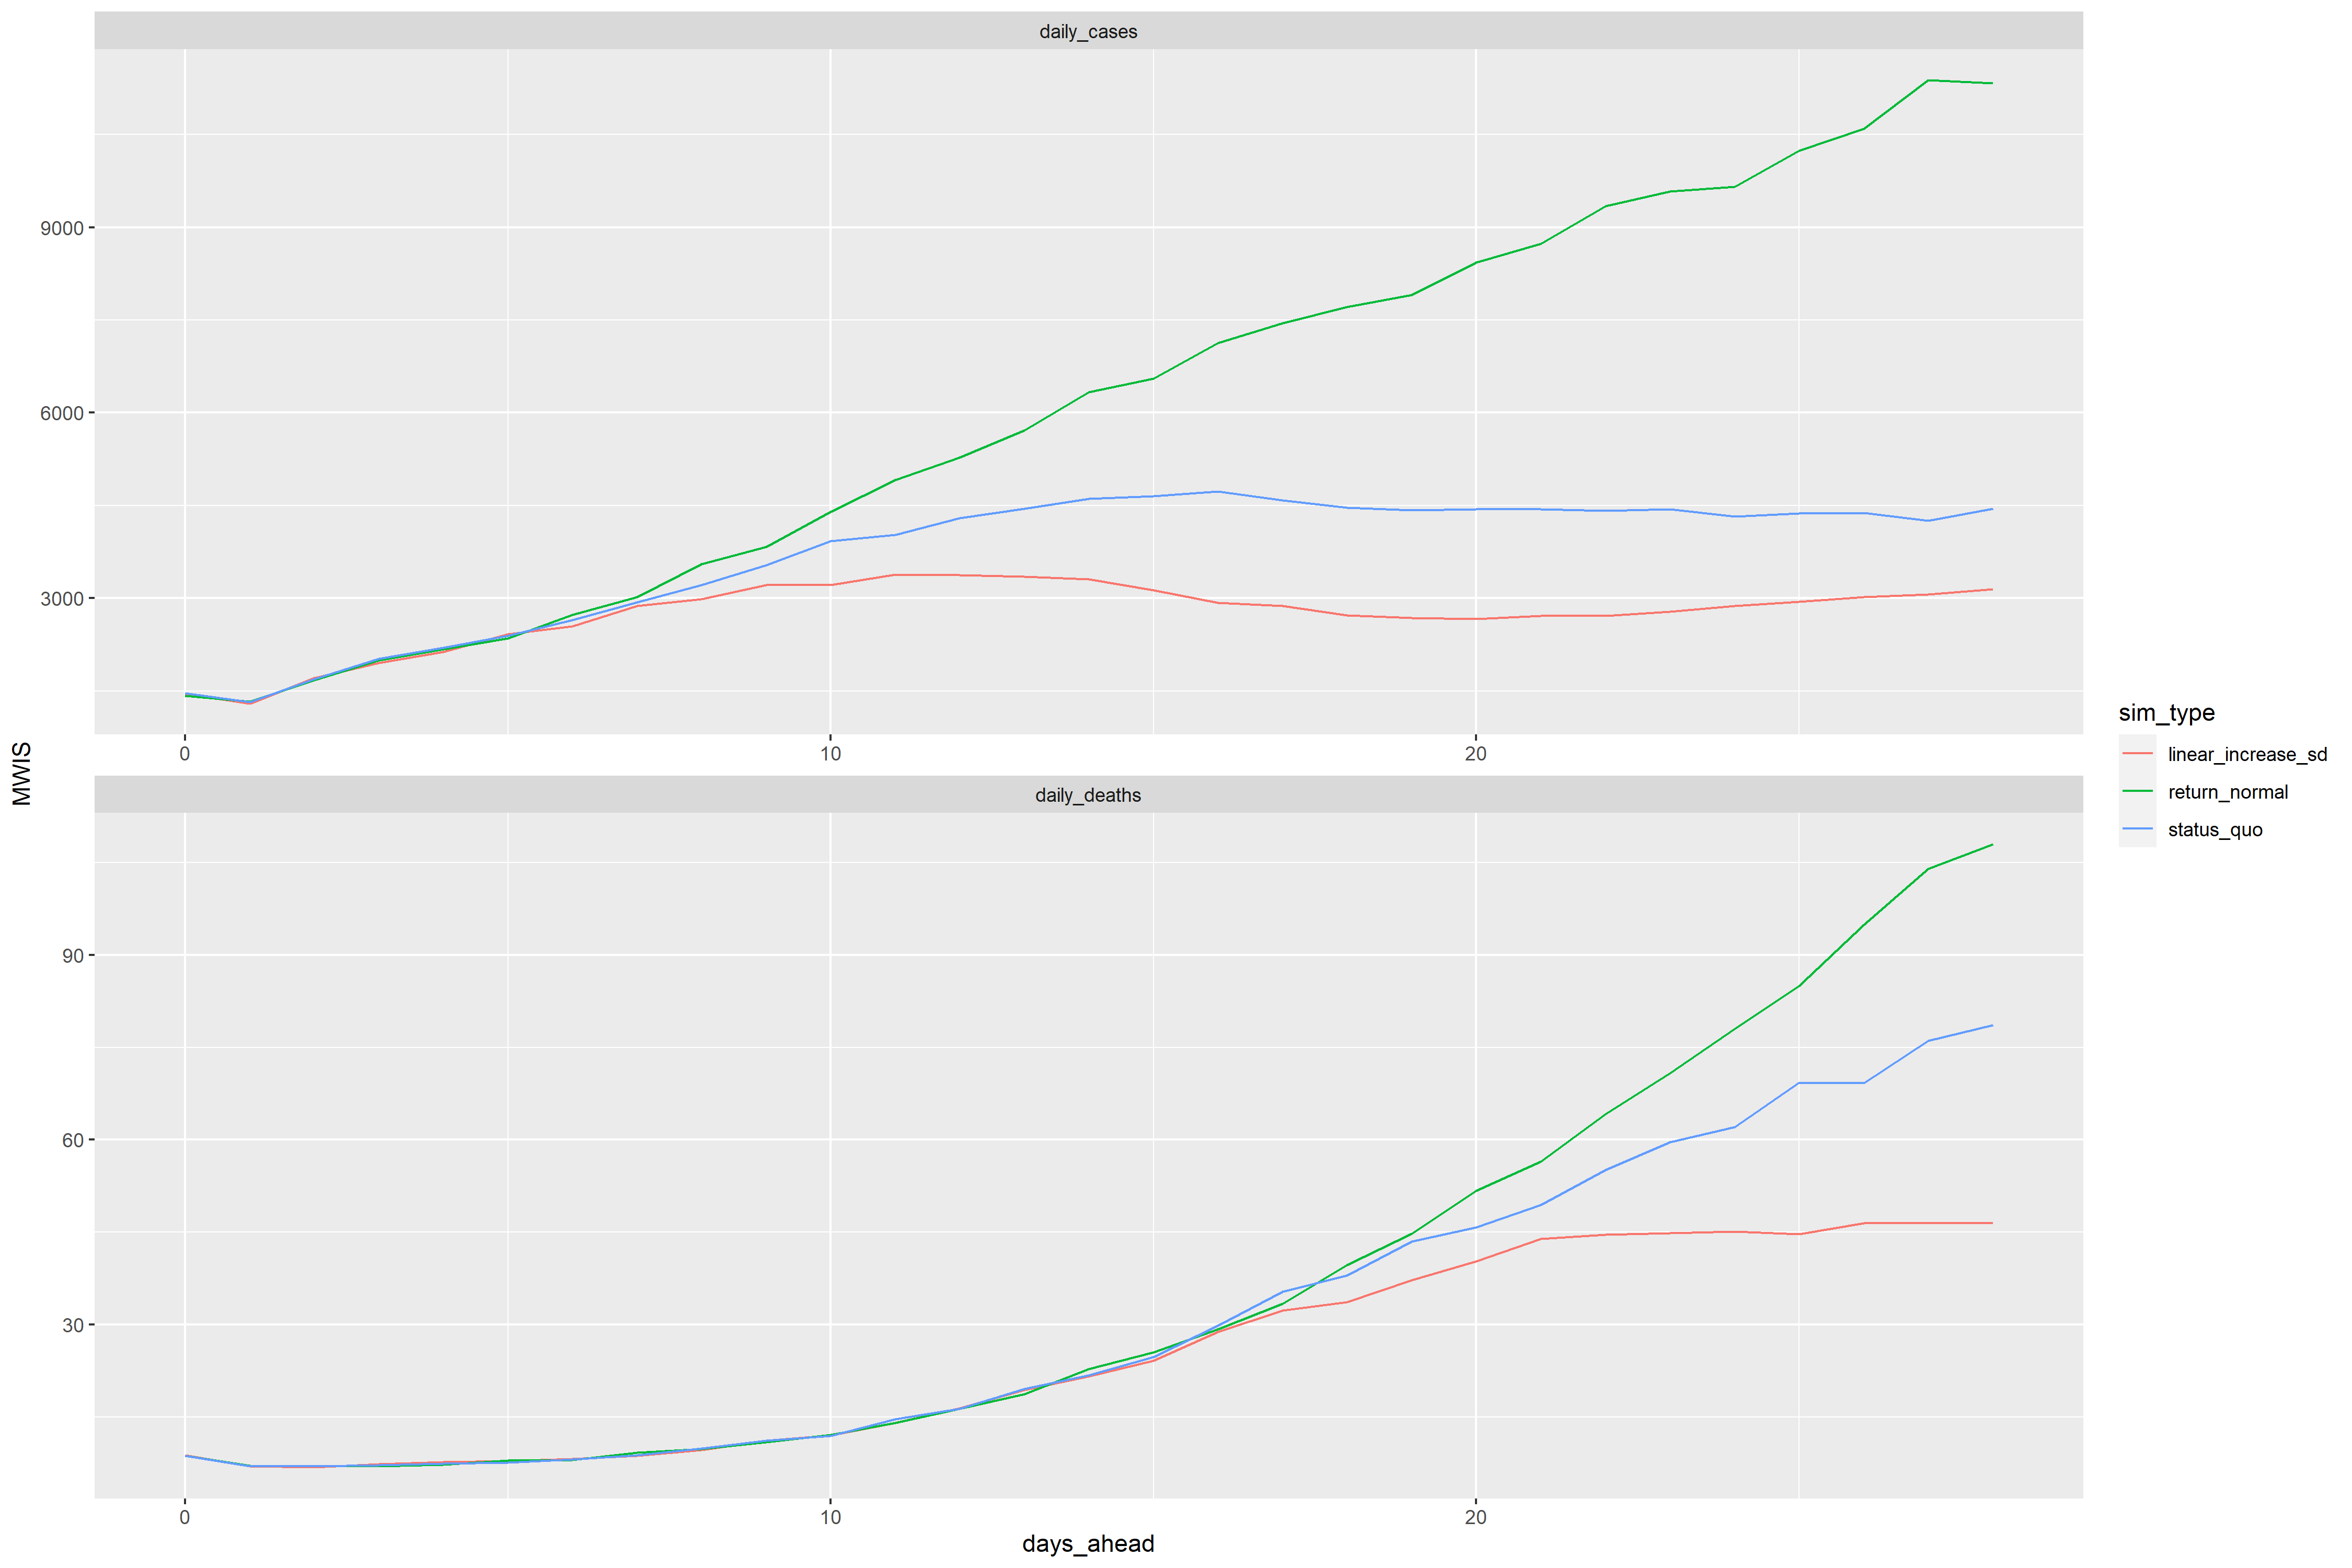 daily_cases
9000
6000
3000
0
10
20
MWIS
daily_deaths
90
60
30
0
10
20
days_ahead
sim_type
linear_increase_sd
return_normal
status_quo